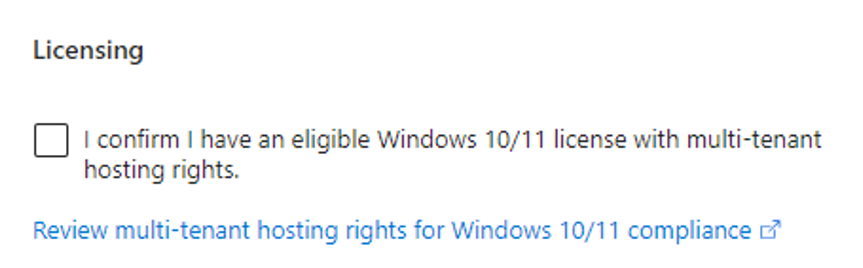 Licensing
I confirm I have an eligible Windows 10/11 license with multi-tenant
hosting rights.
Review multi-tenant hosting rights for Windows 10/11 compliance